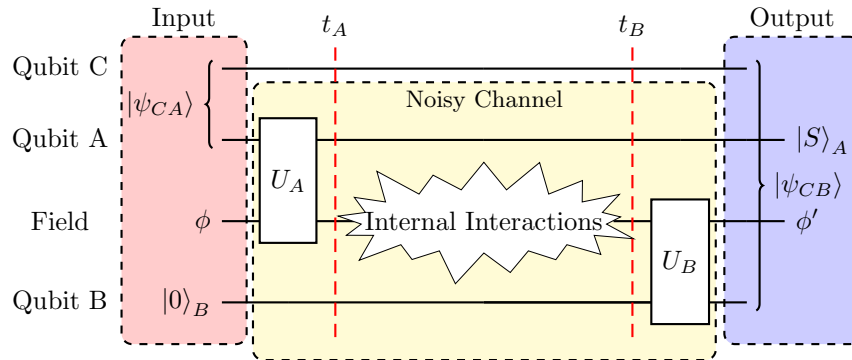 Input
t_A
t_B
Output
Qubit C
|ψ_CA⟩
Noisy Channel
Qubit A
|S⟩_A
U_A
|ψ_CB⟩
Field
ϕ
Internal Interactions
ϕ′
U_B
Qubit B
|0⟩_B